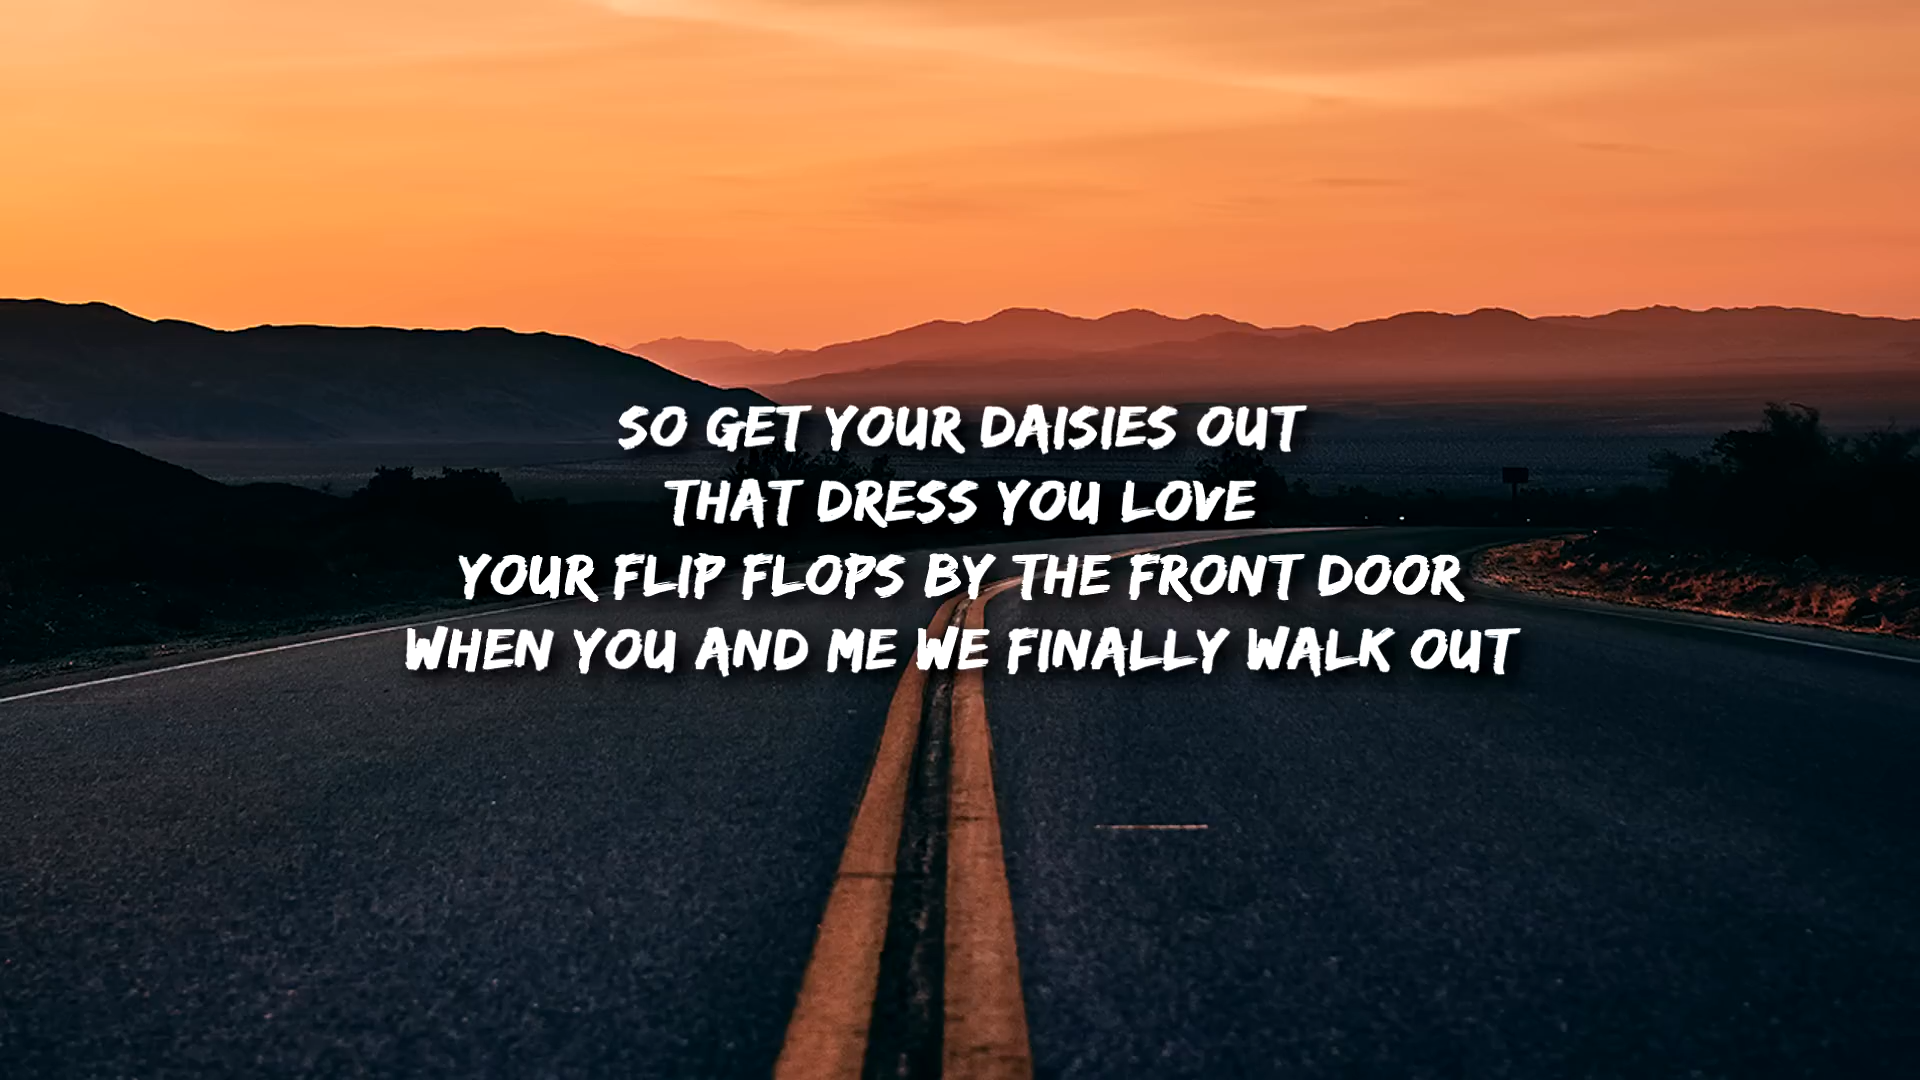 SO GET YOUR DAISIES OUT
THAT DRESS YOU LOVE
YOUR FLIP FLOPS BY THE FRONT DOOR
WHEN YOU AND ME WE FINALLY WALK OUT